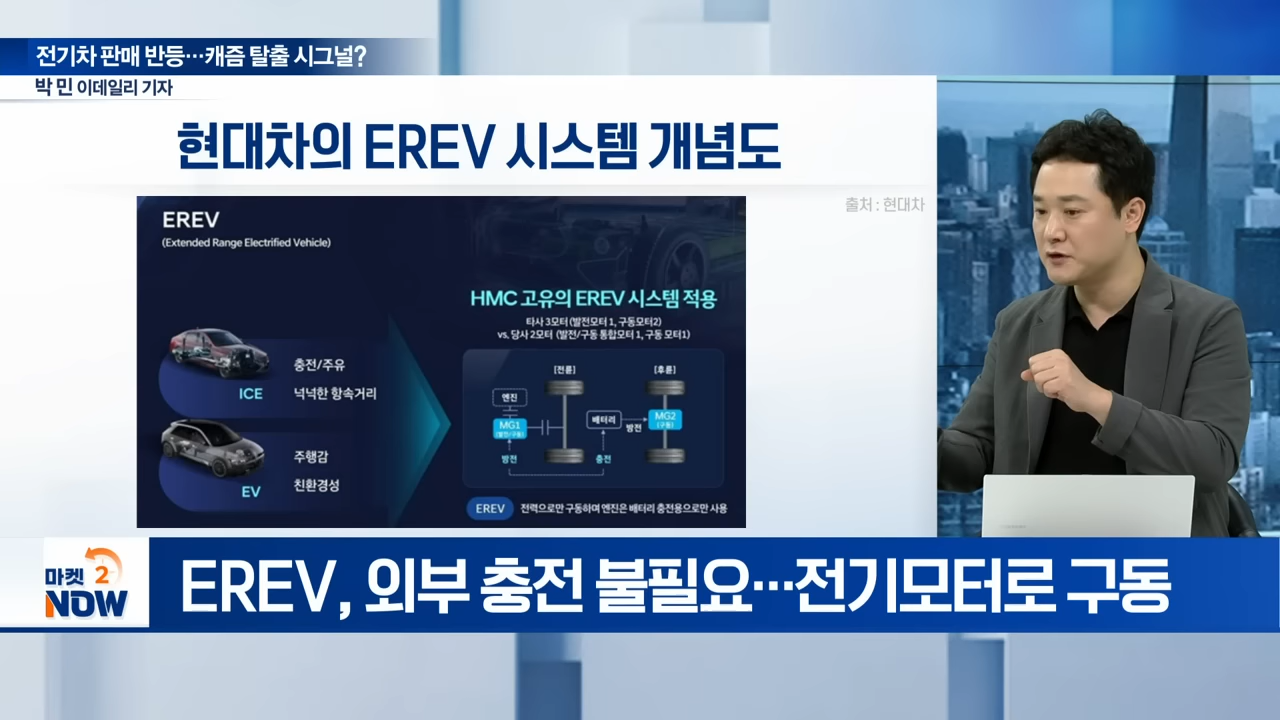 전기차 판매 반등…캐즘 탈출 시그널?
박 민 이데일리 기자
현대차의 EREV 시스템 개념도
출처 : 현대차
EREV
(Extended Range Electrified Vehicle)
HMC 고유의 EREV 시스템 적용
타사 3모터 (발전모터 1, 구동모터2)
vs. 당사 2모터 (발전/구동 통합모터 1, 구동 모터1)
충전/주유
ICE
넉넉한 항속거리
주행감
EV
친환경성
[전륜]
[후륜]
엔진
MG1
(발전/구동)
배터리
방전
MG2
(구동)
방전
충전
EREV
전력으로만 구동하며 엔진은 배터리 충전용으로만 사용
마켓 2
NOW
EREV, 외부 충전 불필요…전기모터로 구동